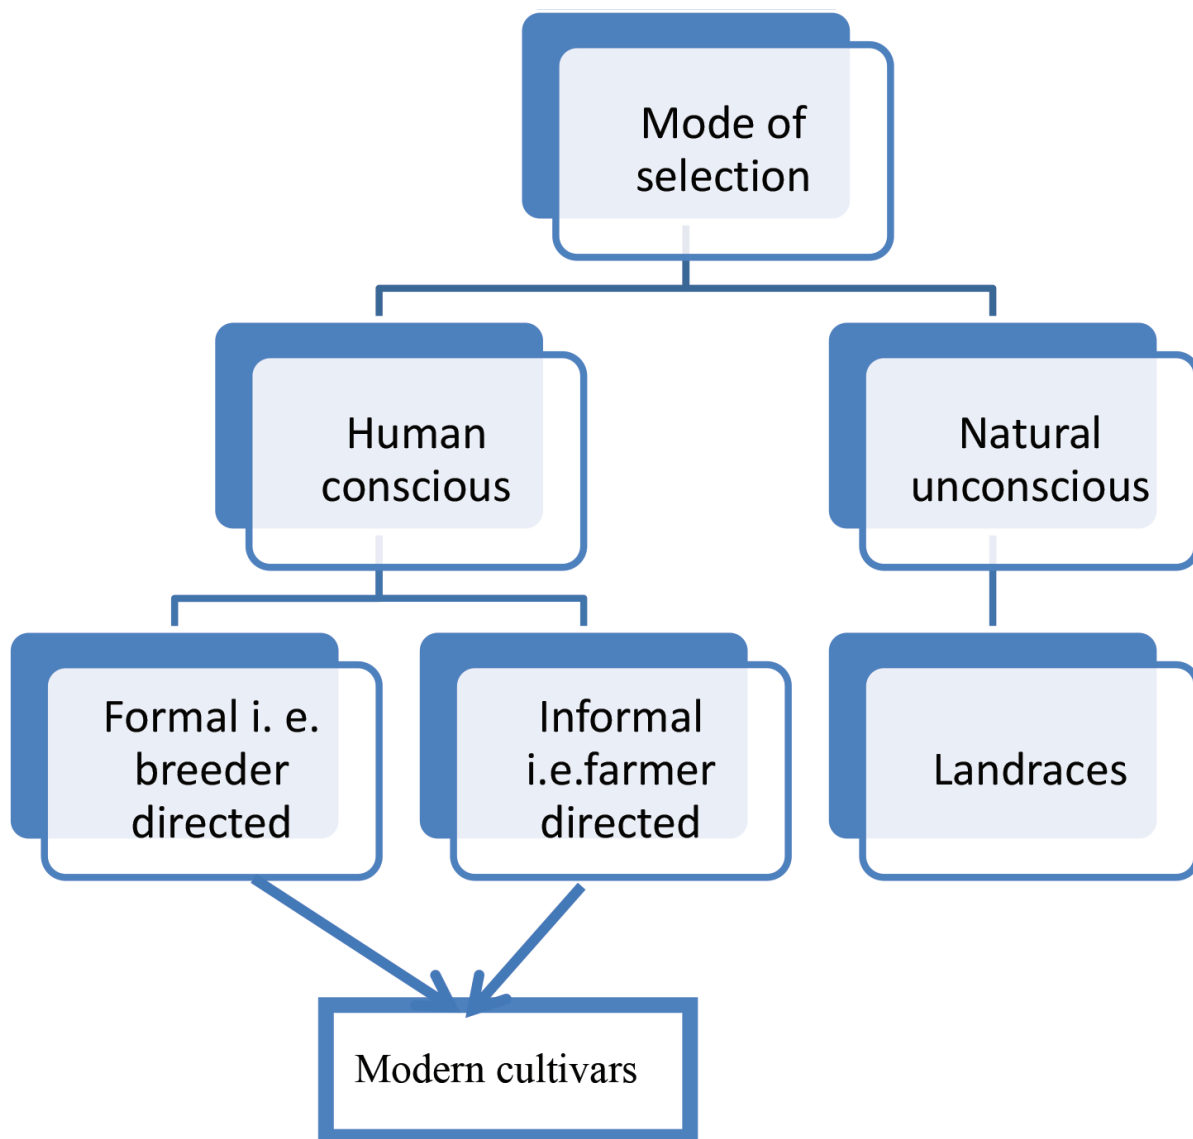 Mode of
selection
Human
conscious
Natural
unconscious
Formal i. e.
breeder
directed
Informal
i.e.farmer
directed
Landraces
Modern cultivars